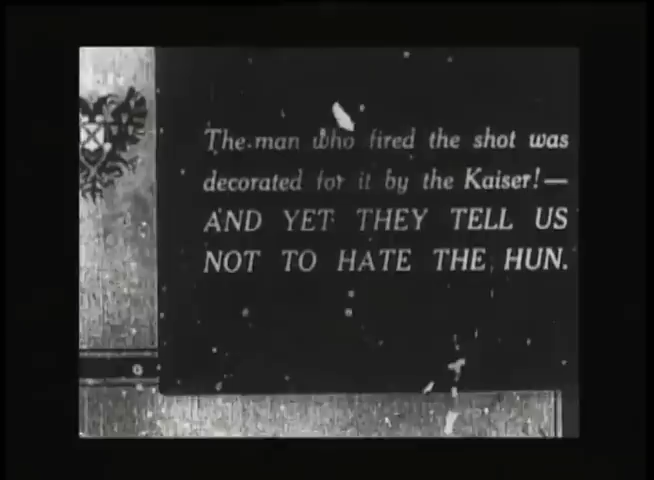 The man who fired the shot was
decorated for it by the Kaiser!—
AND YET THEY TELL US
NOT TO HATE THE HUN.